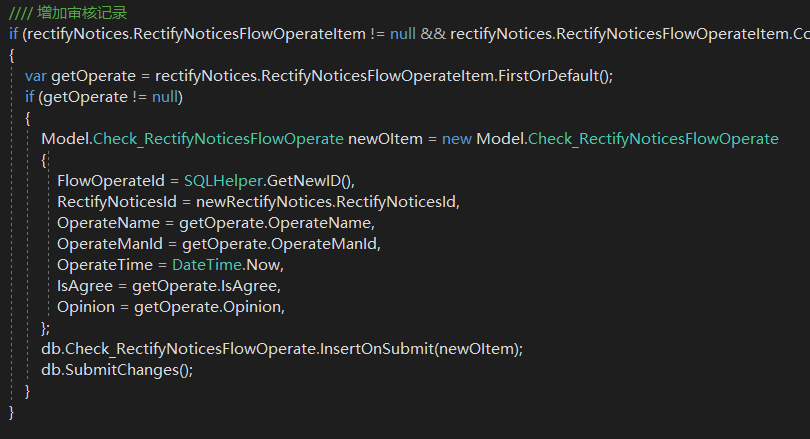 //// 增加审核记录
if (rectifyNotices.RectifyNoticesFlowOperateItem != null && rectifyNotices.RectifyNoticesFlowOperateItem.Co
{
var getOperate = rectifyNotices.RectifyNoticesFlowOperateItem.FirstOrDefault();
if (getOperate != null)
{
Model.Check_RectifyNoticesFlowOperate newOItem = new Model.Check_RectifyNoticesFlowOperate
{
FlowOperateId = SQLHelper.GetNewID(),
RectifyNoticesId = newRectifyNotices.RectifyNoticesId,
OperateName = getOperate.OperateName,
OperateManId = getOperate.OperateManId,
OperateTime = DateTime.Now,
IsAgree = getOperate.IsAgree,
Opinion = getOperate.Opinion,
};
db.Check_RectifyNoticesFlowOperate.InsertOnSubmit(newOItem);
db.SubmitChanges();
}
}